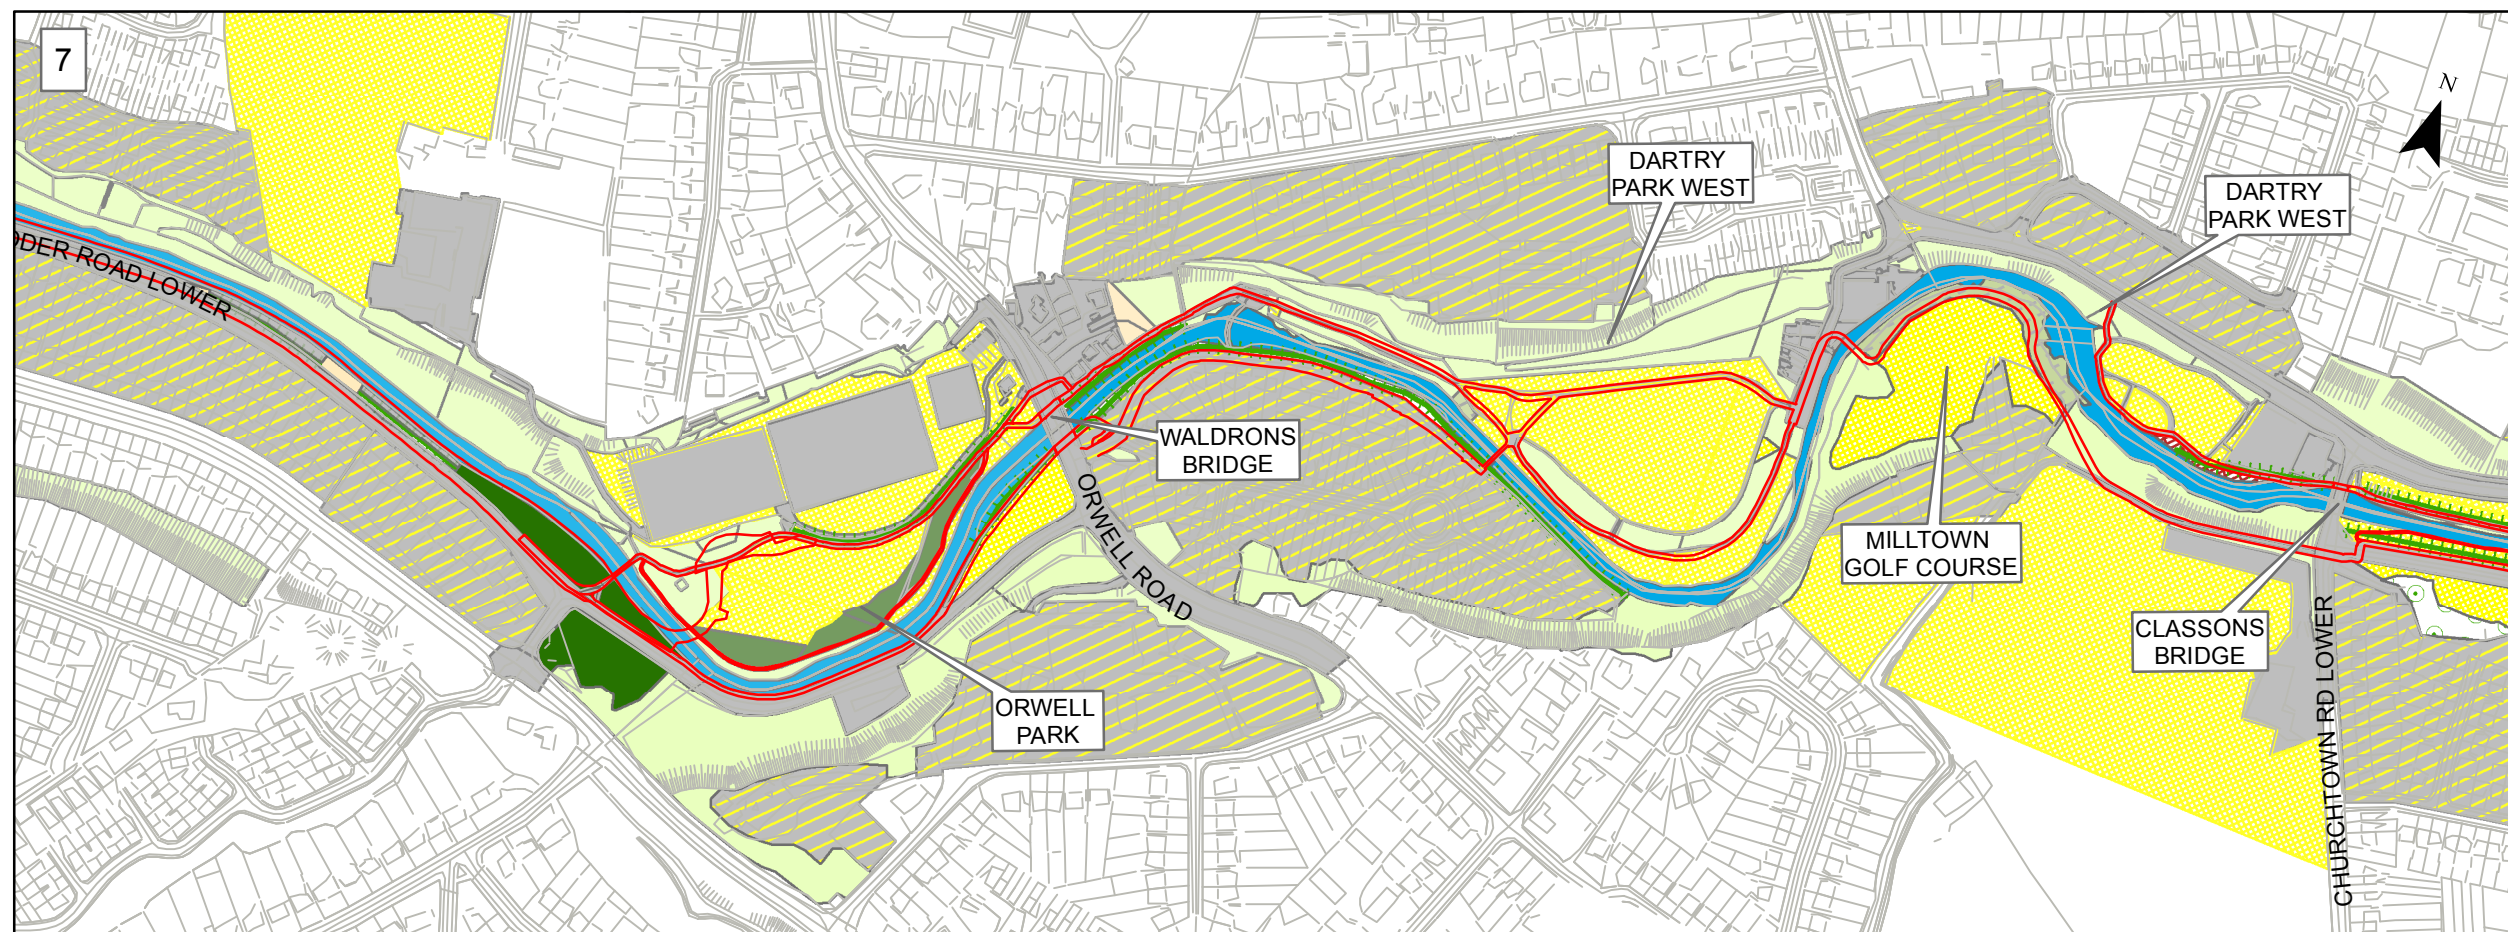 7
N
DARTRY
PARK WEST
DARTRY
PARK WEST
DDER ROAD LOWER
WALDRONS
BRIDGE
ORWELL ROAD
MILLTOWN
GOLF COURSE
CLASSONS
BRIDGE
CHURCHTOWN RD LOWER
ORWELL
PARK